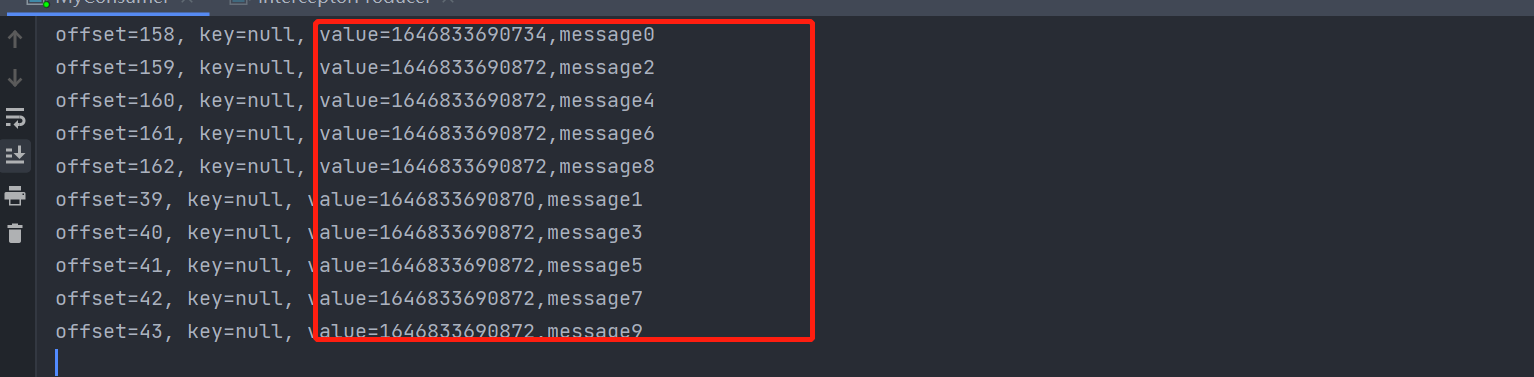 MyConsumer InterceptorProducer
offset=158, key=null, value=1646833690734,message0
offset=159, key=null, value=1646833690872,message2
offset=160, key=null, value=1646833690872,message4
offset=161, key=null, value=1646833690872,message6
offset=162, key=null, value=1646833690872,message8
offset=39, key=null, value=1646833690870,message1
offset=40, key=null, value=1646833690872,message3
offset=41, key=null, value=1646833690872,message5
offset=42, key=null, value=1646833690872,message7
offset=43, key=null, value=1646833690872,message9